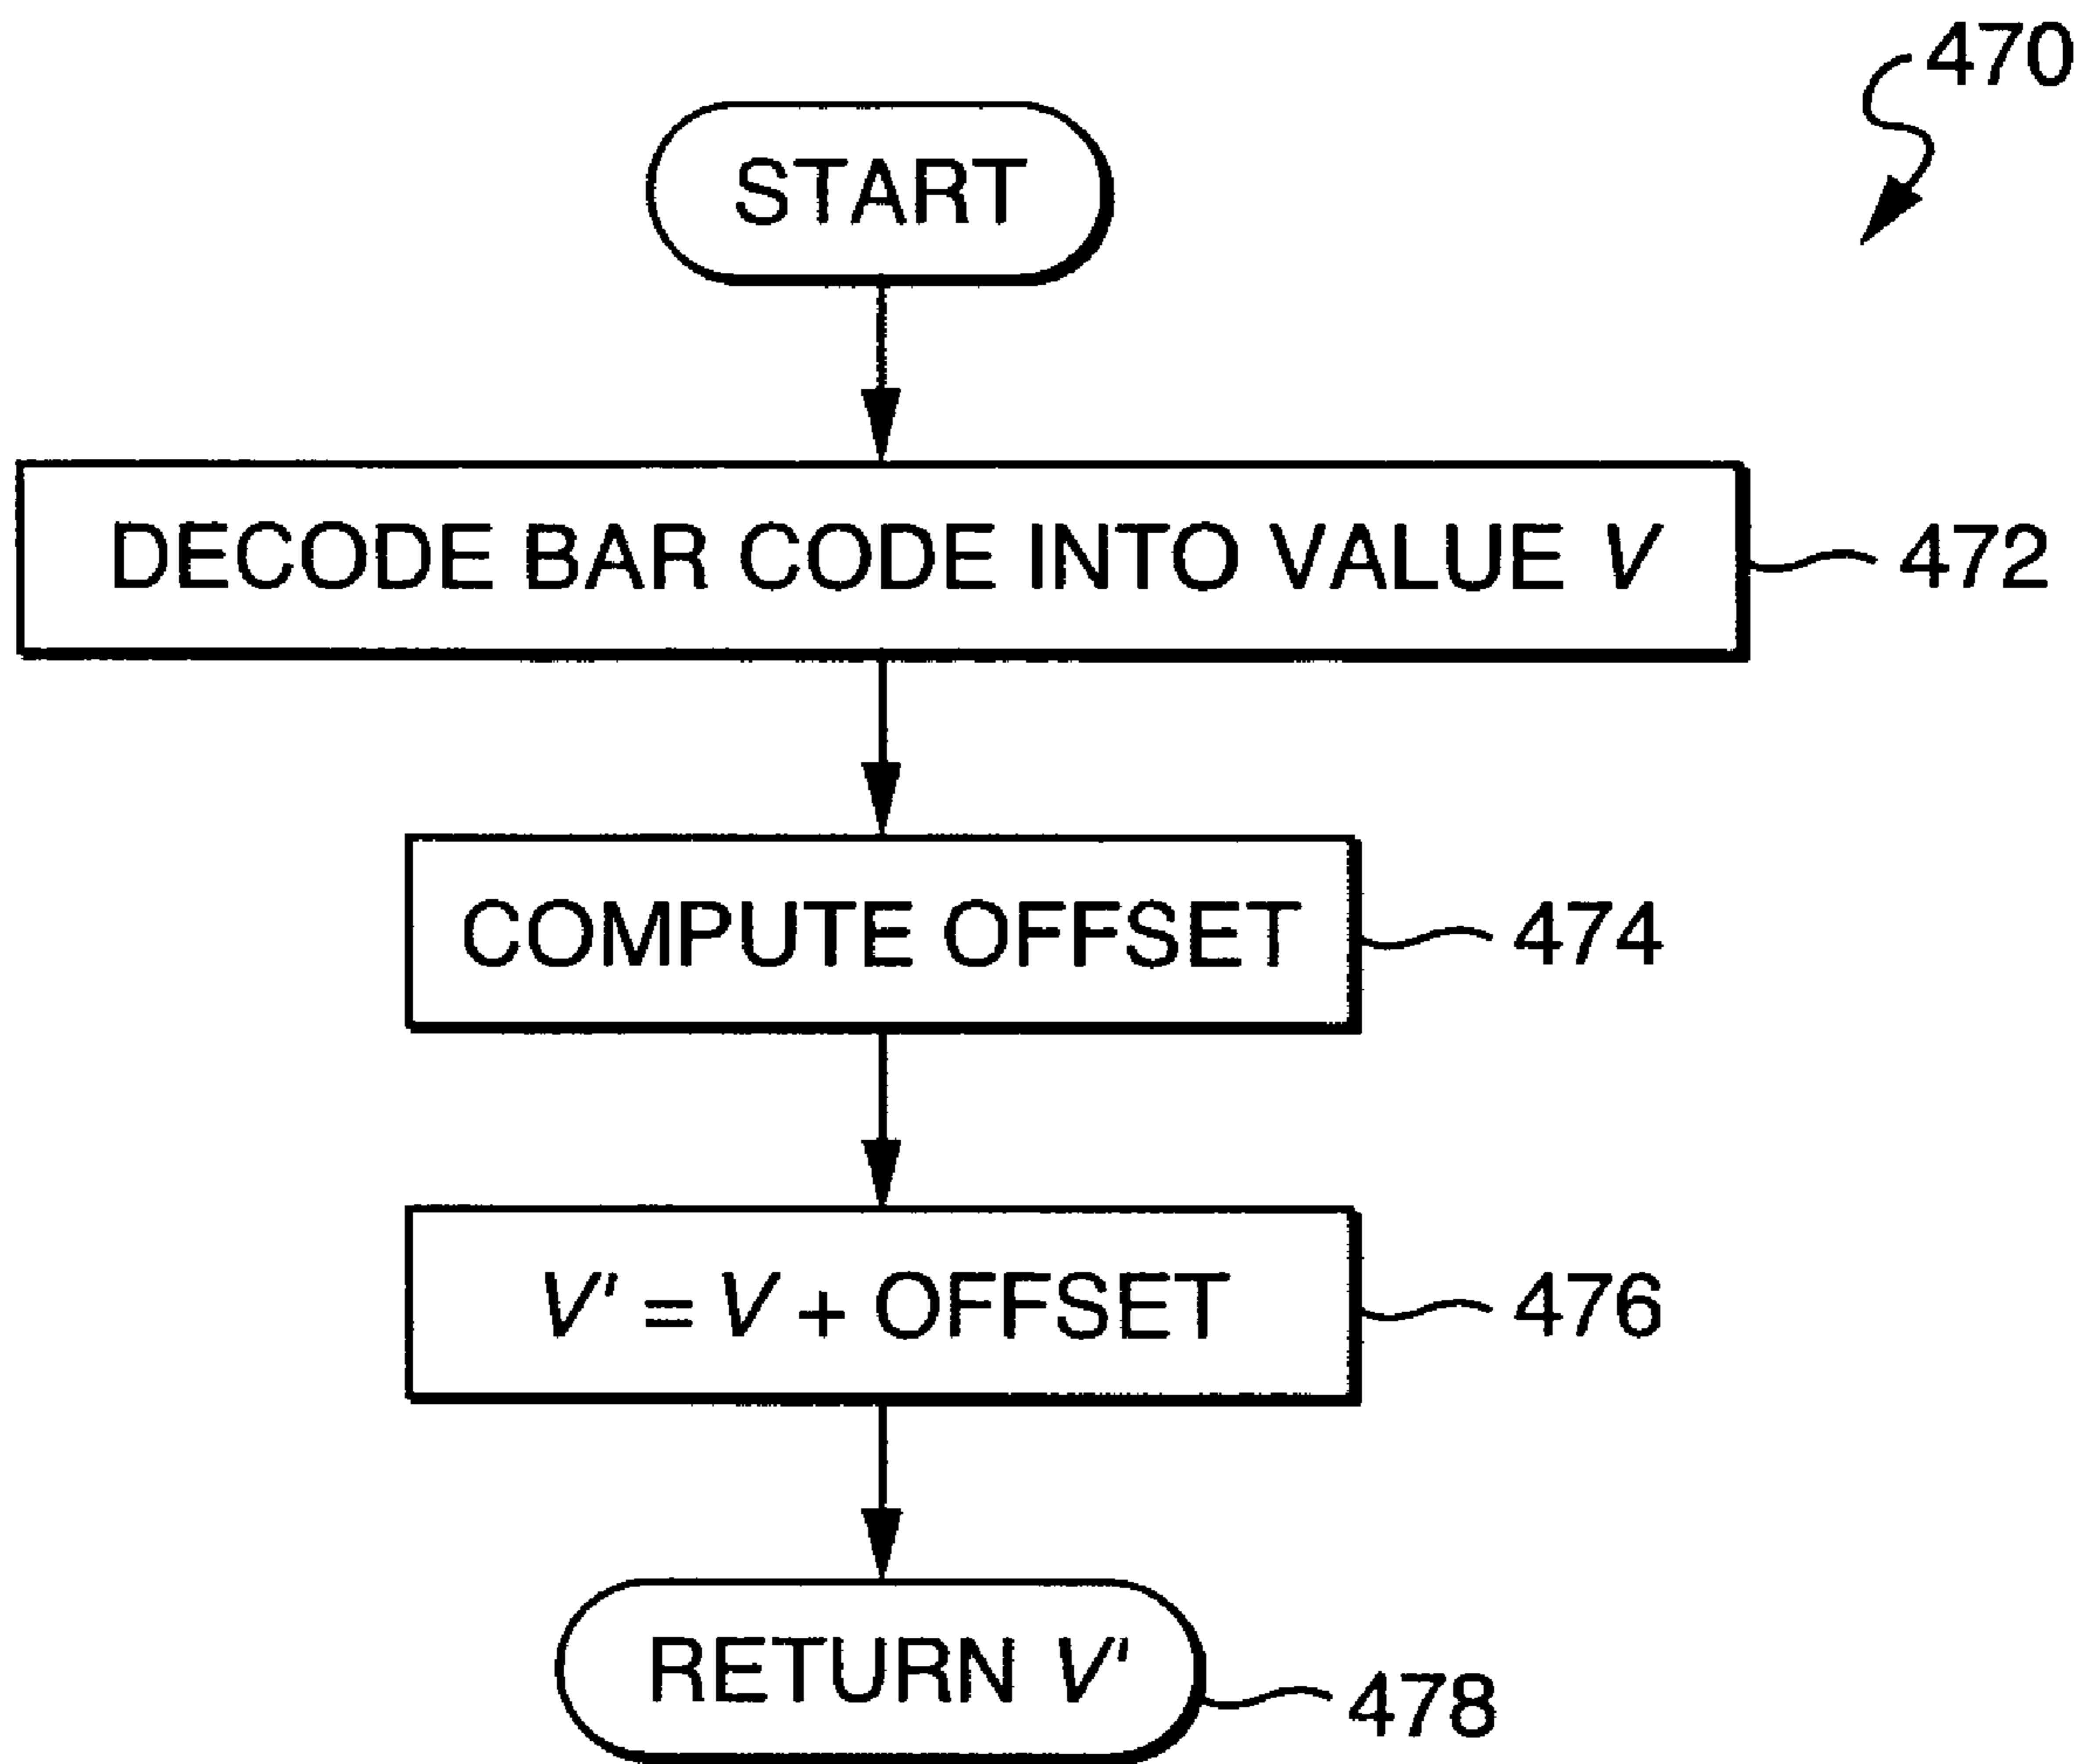 470
START
DECODE BAR CODE INTO VALUE V
472
COMPUTE OFFSET
474
V' = V + OFFSET
476
RETURN V'
478